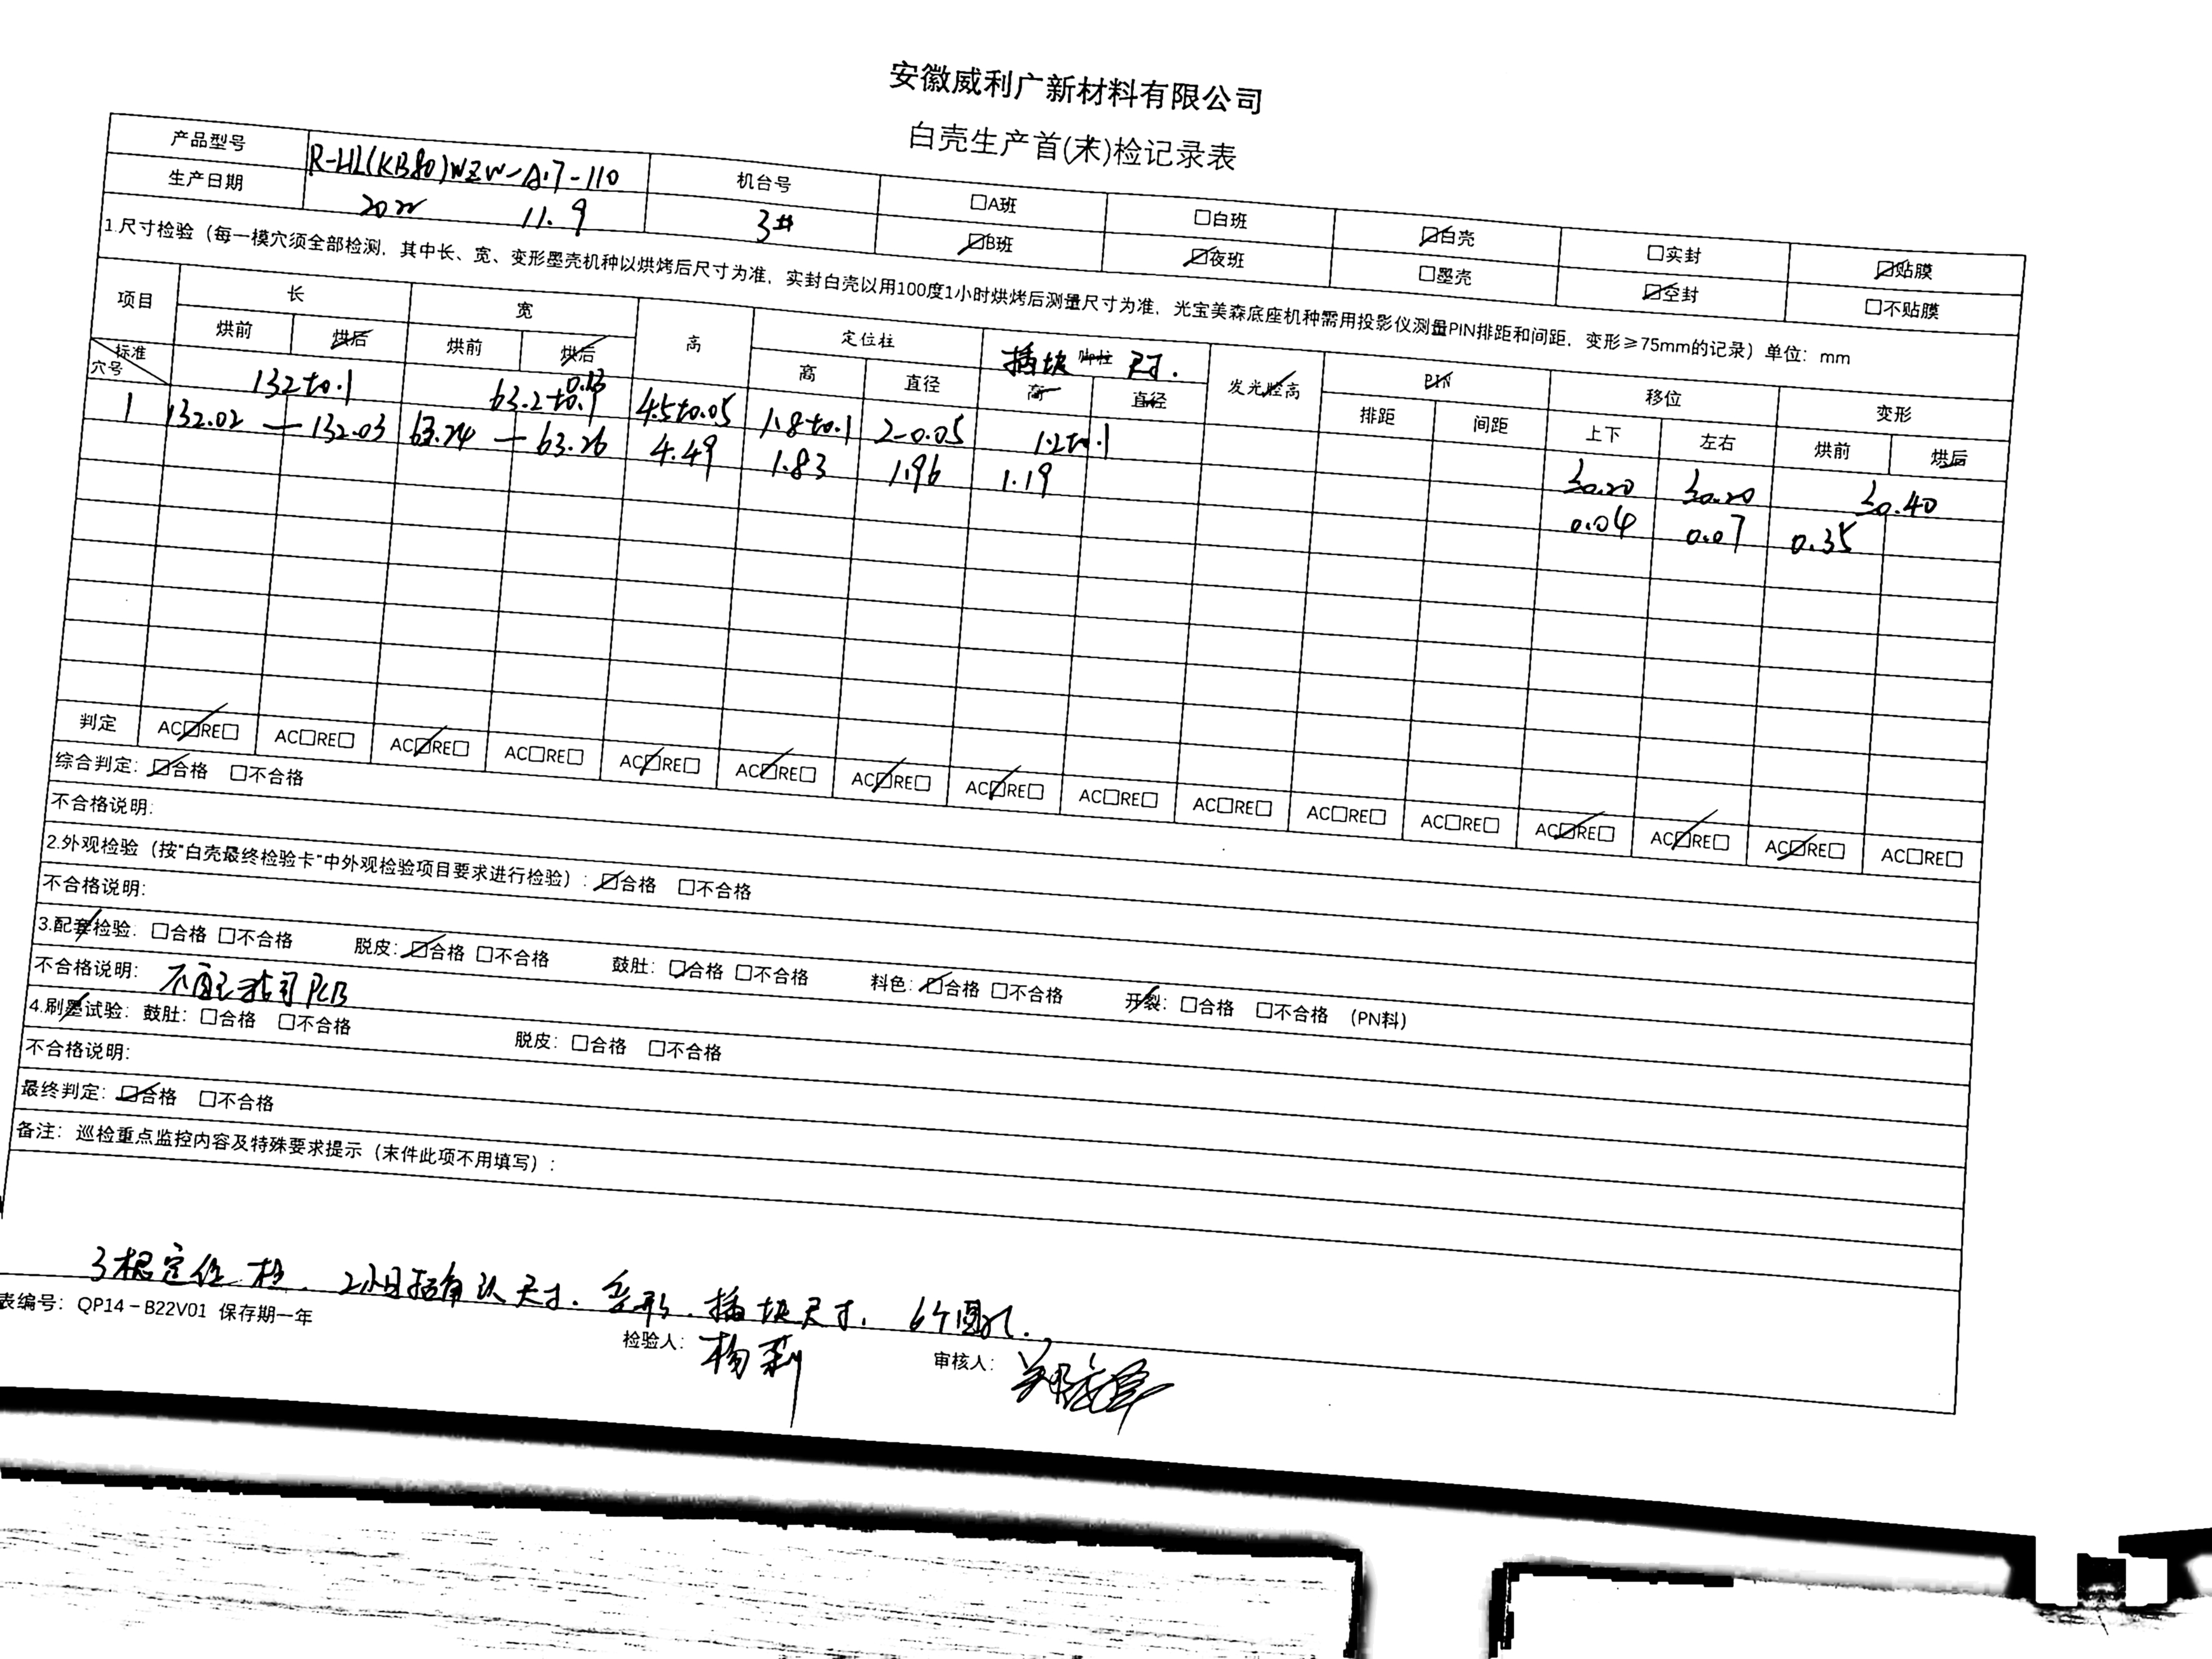 安徽威利广新材料有限公司
白壳生产首(末)检记录表
产品型号 R-HL(KB80)WZW-A17-110 机台号 □A班 □白班 ☑白壳 □实封 ☑贴膜
生产日期 2022 11.9 3# ☑B班 ☑夜班 □墨壳 ☑空封 □不贴膜
1.尺寸检验（每一模穴须全部检测，其中长、宽、变形墨壳机种以烘烤后尺寸为准，实封白壳以用100度1小时烘烤后测量尺寸为准，光宝美森底座机种需用投影仪测量PIN排距和间距，变形≥75mm的记录）单位：mm
项目 长 宽 高 定位柱 插块 尺寸. 发光腔高 PIN 移位 变形
烘前 烘后 烘前 烘后 高 直径 高 直径 排距 间距 上下 左右 烘前 烘后
标准 132±0.1 63.2±0.13 4.5±0.05 1.8±0.1 2-0.05 1.2±0.1 ≤0.20 ≤0.20 ≤0.40
穴号
1 132.02 — 132.03 63.24 — 63.26 4.49 1.83 1.96 1.19 0.04 0.07 0.35
判定 AC☑RE□ AC□RE□ AC☑RE□ AC□RE□ AC☑RE□ AC☑RE□ AC☑RE□ AC☑RE□ AC□RE□ AC□RE□ AC□RE□ AC□RE□ AC☑RE□ AC☑RE□ AC☑RE□ AC□RE□
综合判定：☑合格 □不合格
不合格说明：
2.外观检验（按“白壳最终检验卡”中外观检验项目要求进行检验）：☑合格 □不合格
不合格说明：
3.配套检验：□合格 □不合格 脱皮：☑合格 □不合格 鼓肚：☑合格 □不合格 料色：☑合格 □不合格 开裂：□合格 □不合格 （PN料）
不合格说明： 不配 PCB
4.刷墨试验：鼓肚：□合格 □不合格 脱皮：□合格 □不合格
不合格说明：
最终判定：☑合格 □不合格
备注：巡检重点监控内容及特殊要求提示（末件此项不用填写）：
3根定位柱. 2小时 确认尺寸. 变形. 插块尺寸. 6个圆孔.
表编号：QP14-B22V01 保存期一年
检验人： 杨莉 审核人：